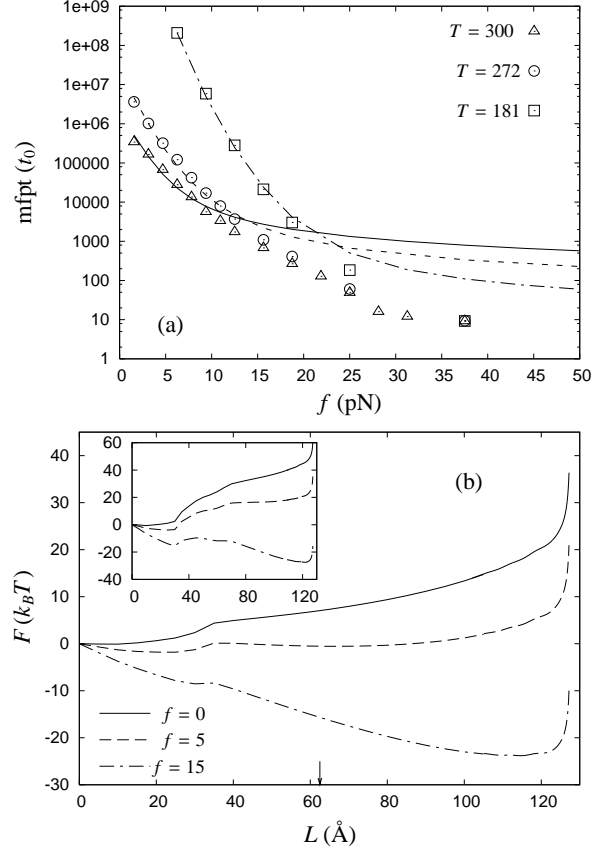 1e+09
1e+08
1e+07
1e+06
100000
10000
1000
100
10
1
mfpt (t0)
T = 300
T = 272
T = 181
(a)
0 5 10 15 20 25 30 35 40 45 50
f (pN)
60
40
20
0
-20
-40
0 40 80 120
(b)
40
30
20
10
0
-10
-20
-30
F (kBT)
f = 0
f = 5
f = 15
0 20 40 60 80 100 120
L (Å)